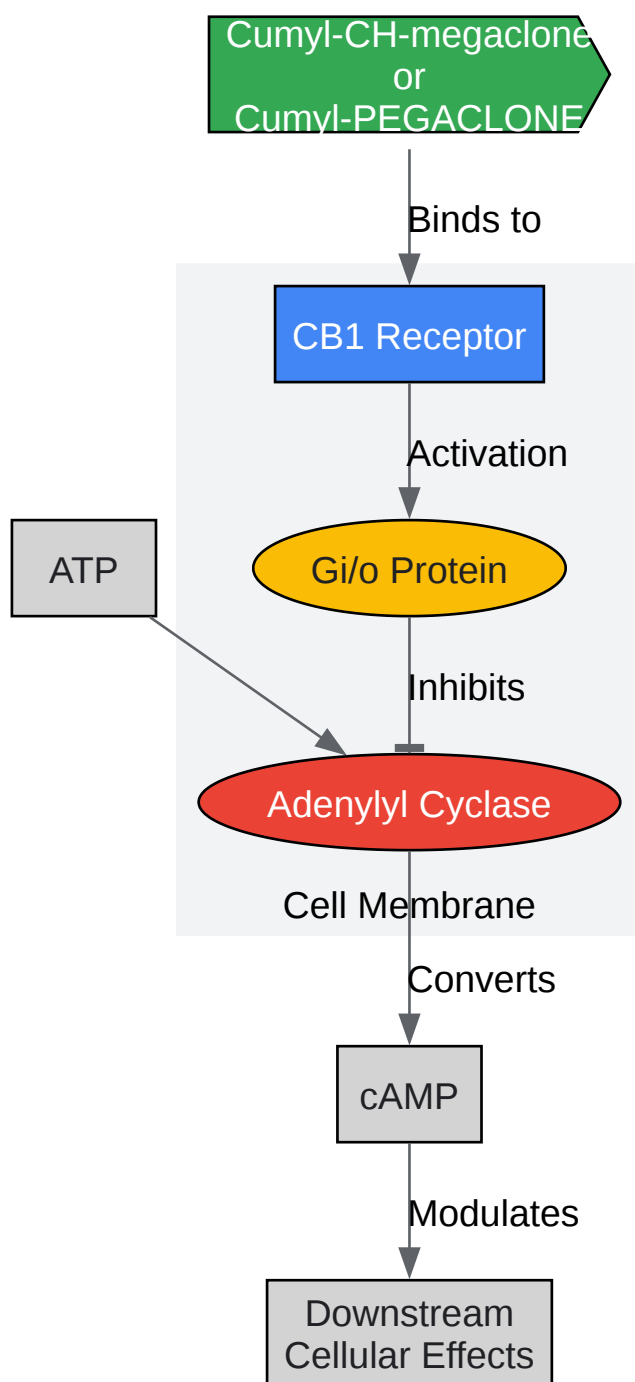 Cumyl-CH-megaclone
or
Cumyl-PEGACLONE
Binds to
CB1 Receptor
Activation
ATP
Gi/o Protein
Inhibits
Adenylyl Cyclase
Cell Membrane
Converts
cAMP
Modulates
Downstream
Cellular Effects